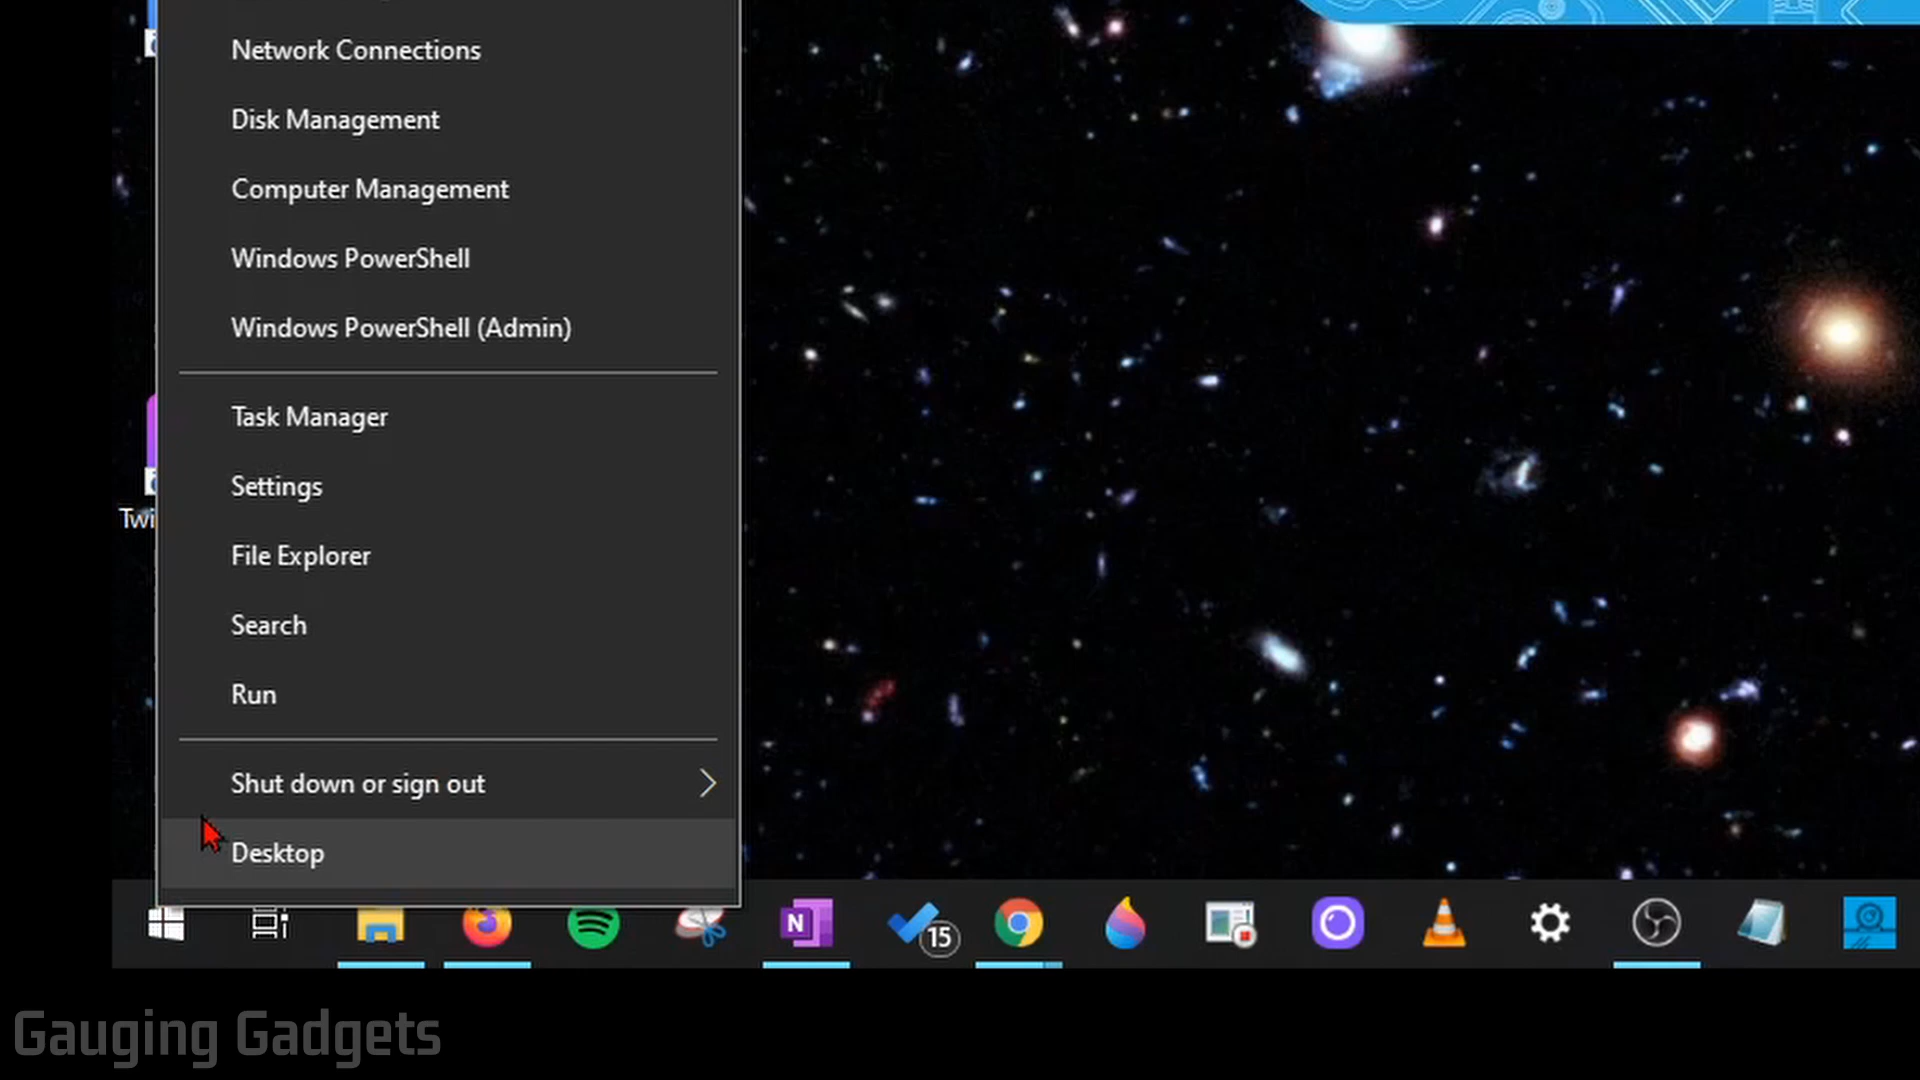 Network Connections
Disk Management
Computer Management
Windows PowerShell
Windows PowerShell (Admin)
Task Manager
Settings
Twi
File Explorer
Search
Run
Shut down or sign out
Desktop
N
15
Gauging Gadgets